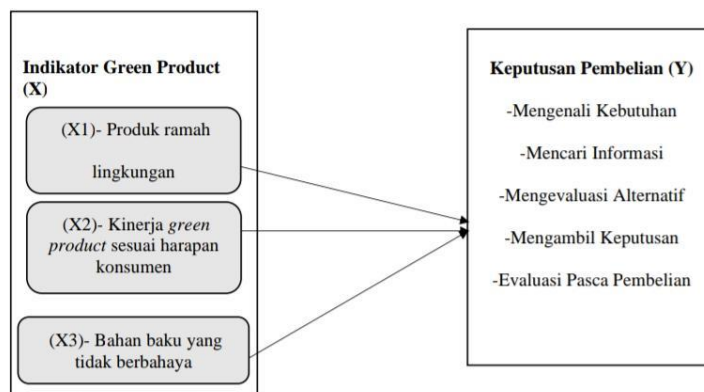 Indikator Green Product
(X)
(X1)- Produk ramah
lingkungan
(X2)- Kinerja green
product sesuai harapan
konsumen
(X3)- Bahan baku yang
tidak berbahaya
Keputusan Pembelian (Y)
-Mengenali Kebutuhan
-Mencari Informasi
-Mengevaluasi Alternatif
-Mengambil Keputusan
-Evaluasi Pasca Pembelian